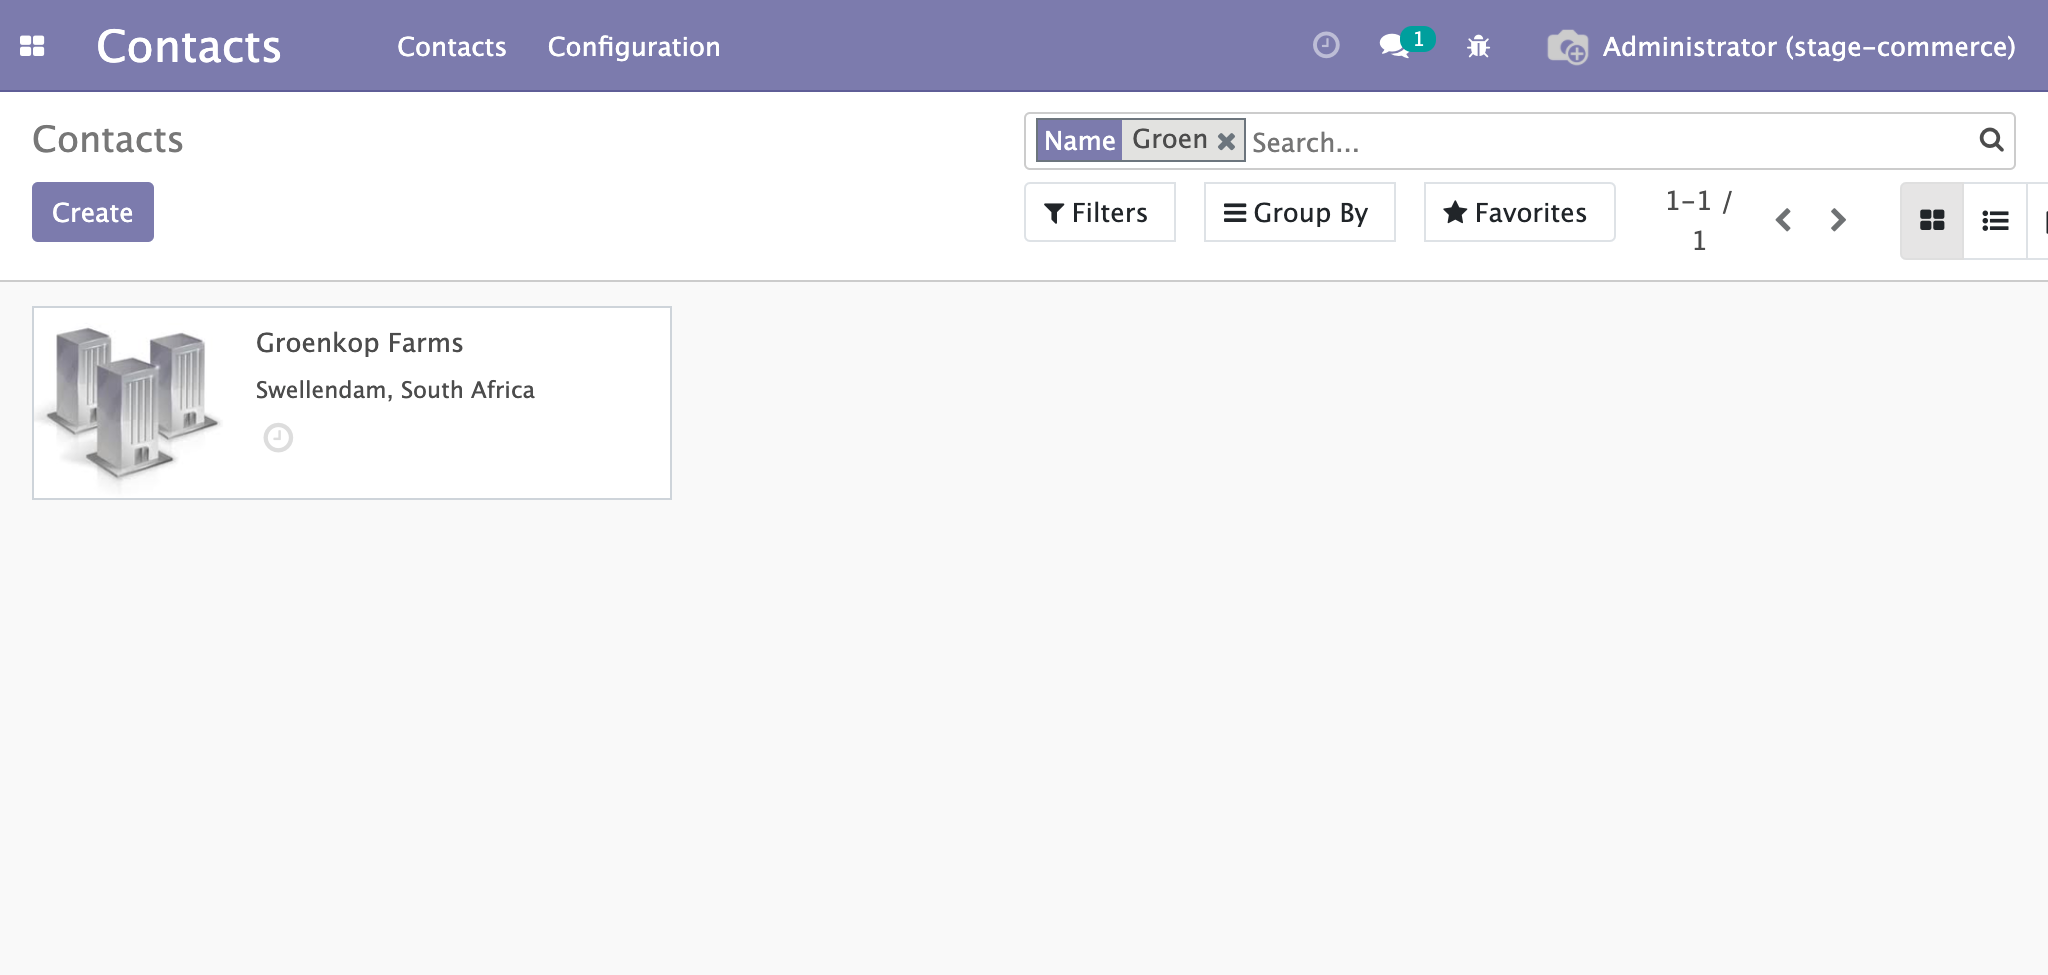 Contacts
Contacts
Configuration
1
Administrator (stage-commerce)
Contacts
Name Groen Search...
Create
Filters
Group By
Favorites
1-1 /
1
Groenkop Farms
Swellendam, South Africa